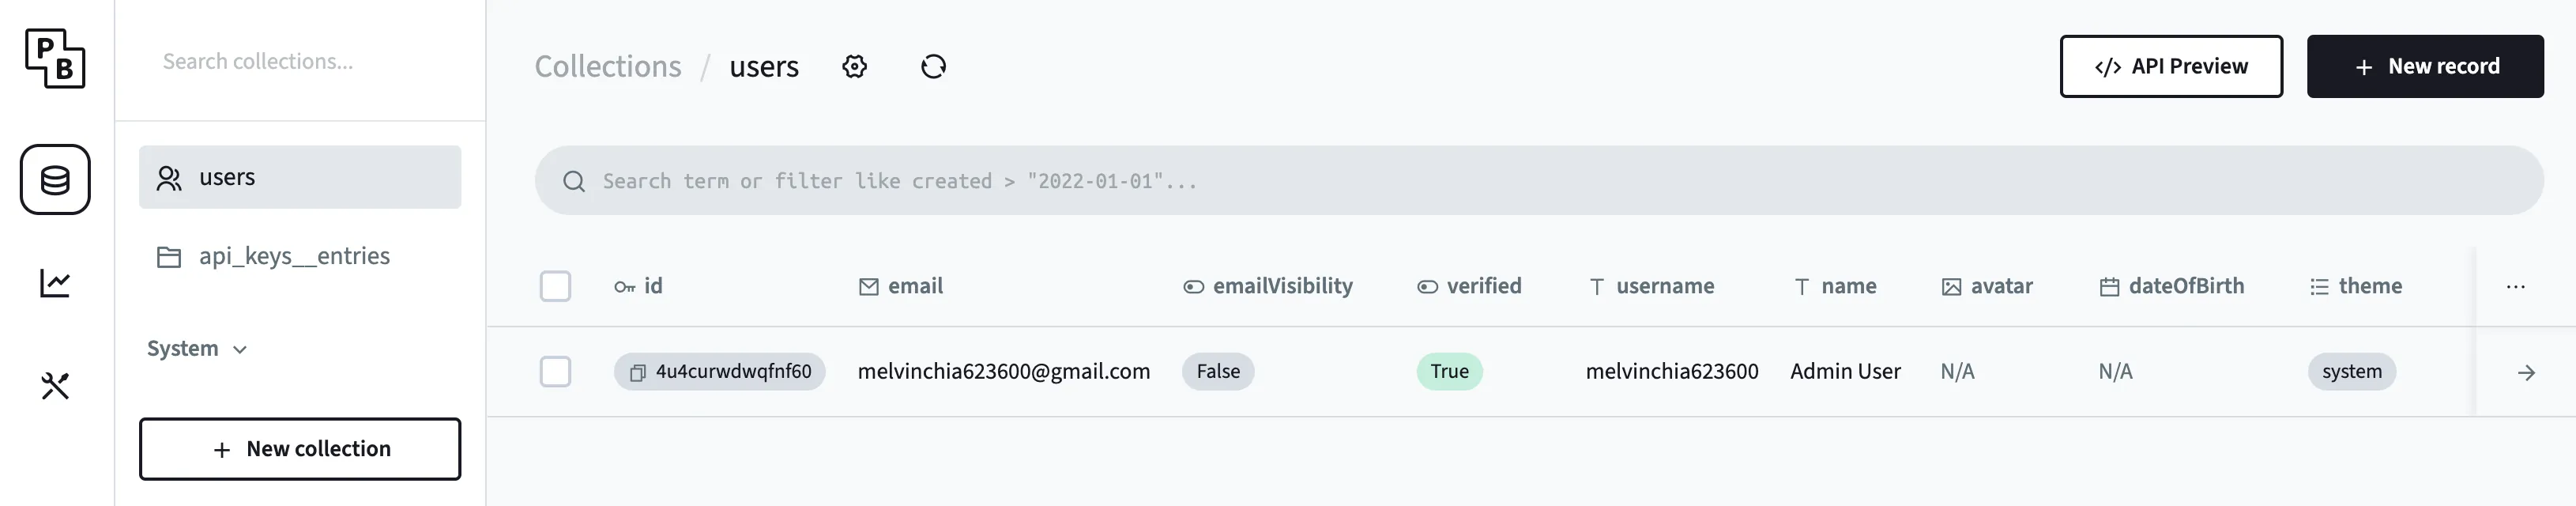 P
B
Search collections...
users
api_keys__entries
System
+ New collection
Collections / users
</> API Preview
+ New record
Search term or filter like created > "2022-01-01"...
id email emailVisibility verified username name avatar dateOfBirth theme ...
4u4curwdwqfnf60 melvinchia623600@gmail.com False True melvinchia623600 Admin User N/A N/A system